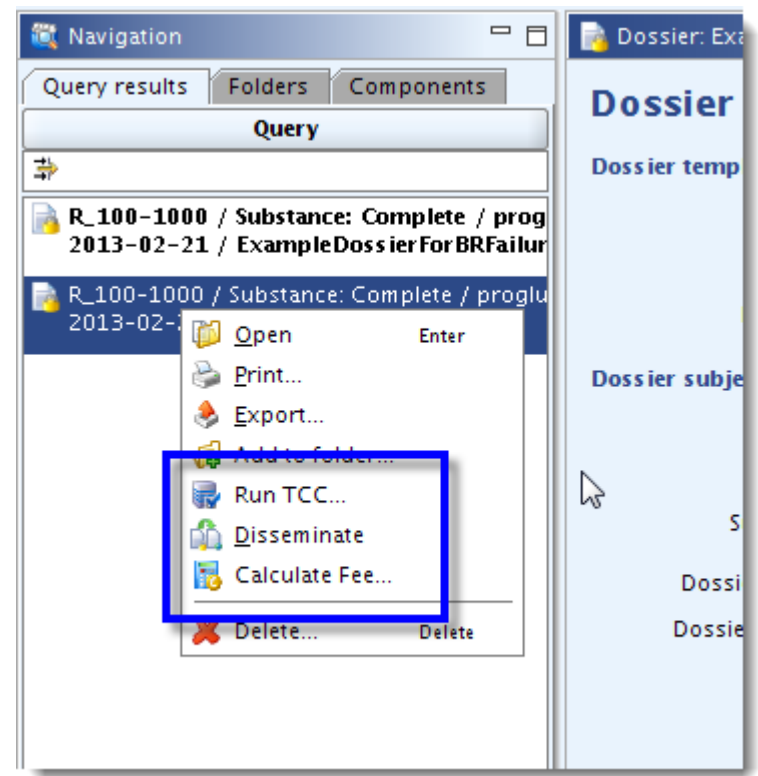 Navigation
Dossier: Exa
Query results
Folders
Components
Query
R_100-1000 / Substance: Complete / prog
2013-02-21 / ExampleDossierForBRFailur
R_100-1000 / Substance: Complete / proglu
2013-02-2
Open Enter
Print...
Export...
Add to folder...
Run TCC...
Disseminate
Calculate Fee...
Delete... Delete
Dossier
Dossier temp
Dossier subje
S
Dossi
Dossie